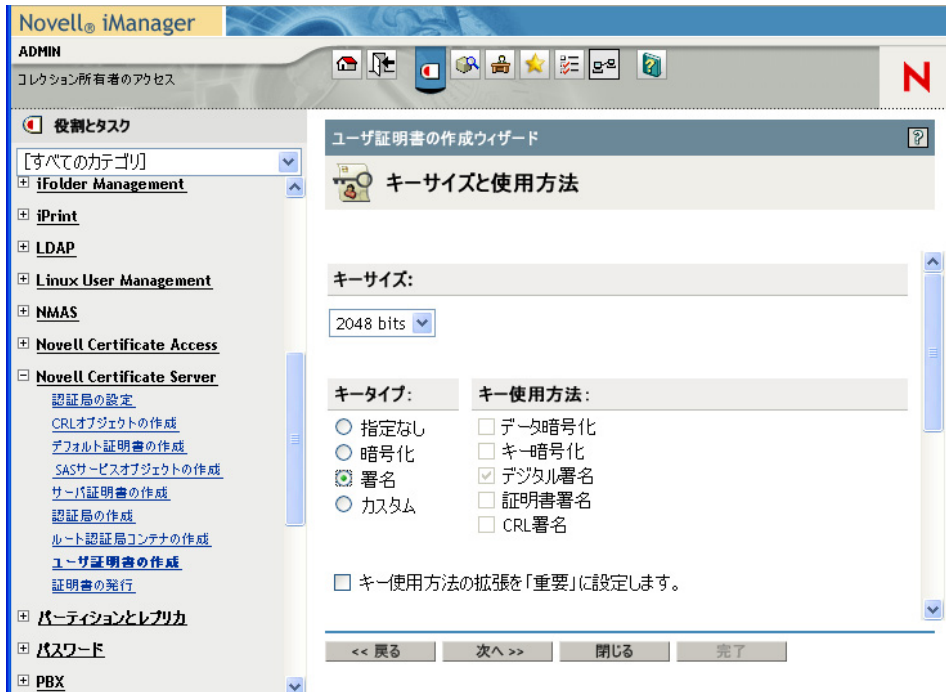 Novell® iManager
ADMIN
コレクション所有者のアクセス
N
役割とタスク
[すべてのカテゴリ]
iFolder Management
iPrint
LDAP
Linux User Management
NMAS
Novell Certificate Access
Novell Certificate Server
認証局の設定
CRLオブジェクトの作成
デフォルト証明書の作成
SASサービスオブジェクトの作成
サーバ証明書の作成
認証局の作成
ルート認証局コンテナの作成
ユーザ証明書の作成
証明書の発行
パーティションとレプリカ
パスワード
PBX
ユーザ証明書の作成ウィザード
キーサイズと使用方法
キーサイズ:
2048 bits
キータイプ:
指定なし
暗号化
署名
カスタム
キー使用方法:
データ暗号化
キー暗号化
デジタル署名
証明書署名
CRL署名
キー使用方法の拡張を「重要」に設定します。
<< 戻る
次へ >>
閉じる
完了